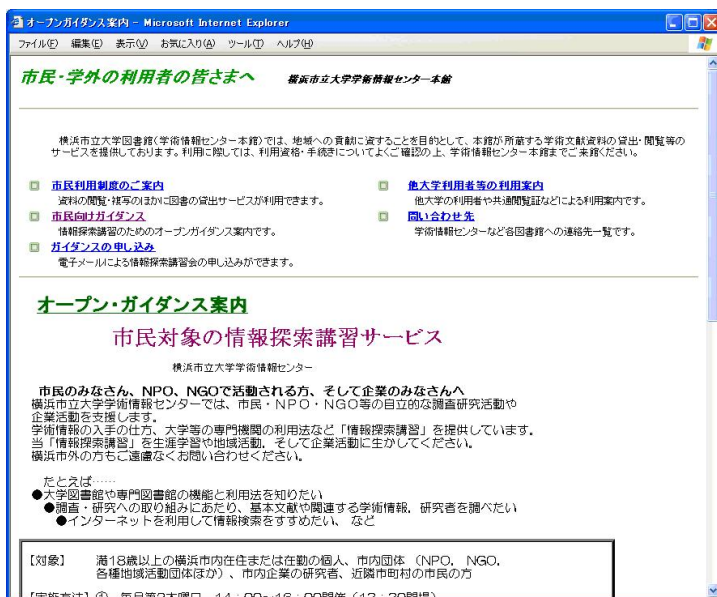 オープンガイダンス案内 - Microsoft Internet Explorer
ファイル(F) 編集(E) 表示(V) お気に入り(A) ツール(T) ヘルプ(H)
市民・学外の利用者の皆さまへ 横浜市立大学学術情報センター本館
横浜市立大学図書館(学術情報センター本館)では、地域への貢献に資することを目的として、本館が所蔵する学術文献資料の貸出・閲覧等の
サービスを提供しております。利用に際しては、利用資格・手続きについてよくご確認の上、学術情報センター本館までご来館ください。
市民利用制度のご案内
資料の閲覧・複写のほかに図書の貸出サービスが利用できます。
市民向けガイダンス
情報探索講習のためのオープンガイダンス案内です。
ガイダンスの申し込み
電子メールによる情報探索講習会の申し込みができます。
他大学利用者等の利用案内
他大学の利用者や共通閲覧証などによる利用案内です。
問い合わせ先
学術情報センターなど各図書館への連絡先一覧です。
オープン・ガイダンス案内
市民対象の情報探索講習サービス
横浜市立大学学術情報センター
市民のみなさん、NPO、NGOで活動される方、そして企業のみなさんへ
横浜市立大学学術情報センターでは、市民・NPO・NGO等の自立的な調査研究活動や
企業活動を支援します。
学術情報の入手の仕方、大学等の専門機関の利用法など「情報探索講習」を提供しています。
当「情報探索講習」を生涯学習や地域活動、そして企業活動に生かしてください。
横浜市外の方もご遠慮なくお問い合わせください。
たとえば……
●大学図書館や専門図書館の機能と利用法を知りたい
●調査・研究への取り組みにあたり、基本文献や関連する学術情報、研究者を調べたい
●インターネットを利用して情報検索をすすめたい、など
【対象】 満18歳以上の横浜市内在住または在勤の個人、市内団体 (NPO, NGO,
各種地域活動団体ほか)、市内企業の研究者、近隣市町村の市民の方
【実施方法】① 毎月第2木曜日 14:00~16:00開催(13:30開場)